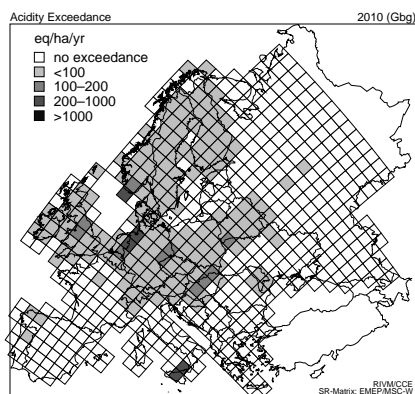 Acidity Exceedance 2010 (Gbg)
eq/ha/yr
no exceedance
<100
100–200
200–1000
>1000
RIVM/CCE
SR-Matrix: EMEP/MSC-W